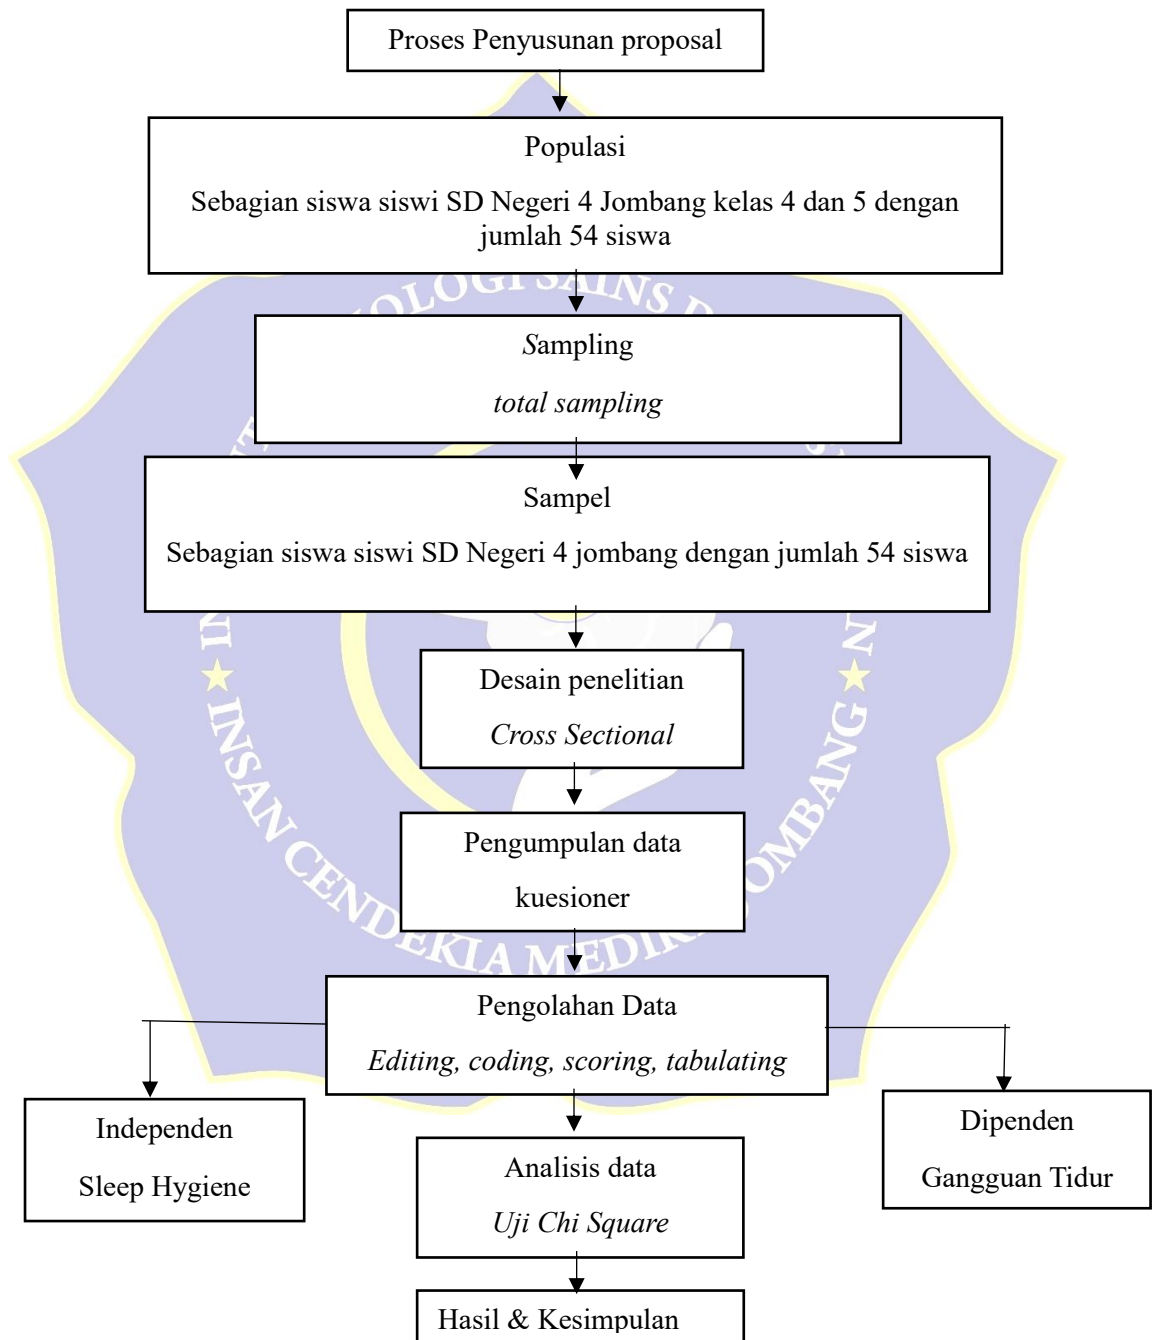 Proses Penyusunan proposal
Populasi
Sebagian siswa siswi SD Negeri 4 Jombang kelas 4 dan 5 dengan
jumlah 54 siswa
Sampling
total sampling
Sampel
Sebagian siswa siswi SD Negeri 4 jombang dengan jumlah 54 siswa
Desain penelitian
Cross Sectional
Pengumpulan data
kuesioner
Pengolahan Data
Editing, coding, scoring, tabulating
Independen
Sleep Hygiene
Dipenden
Gangguan Tidur
Analisis data
Uji Chi Square
Hasil & Kesimpulan
SAINS
INSAN CENDEKIA